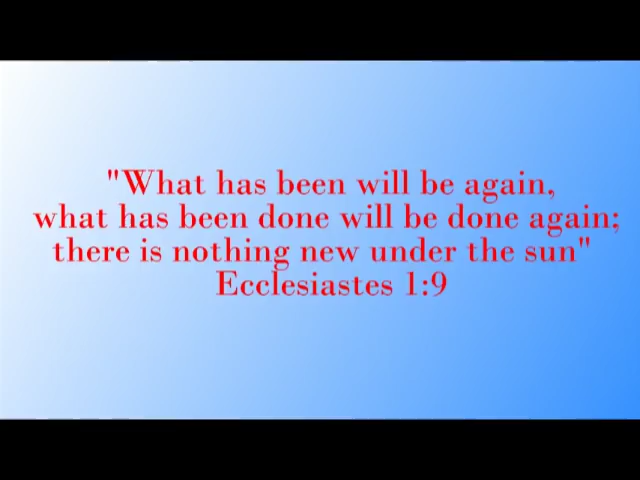 "What has been will be again,
what has been done will be done again;
there is nothing new under the sun"
Ecclesiastes 1:9